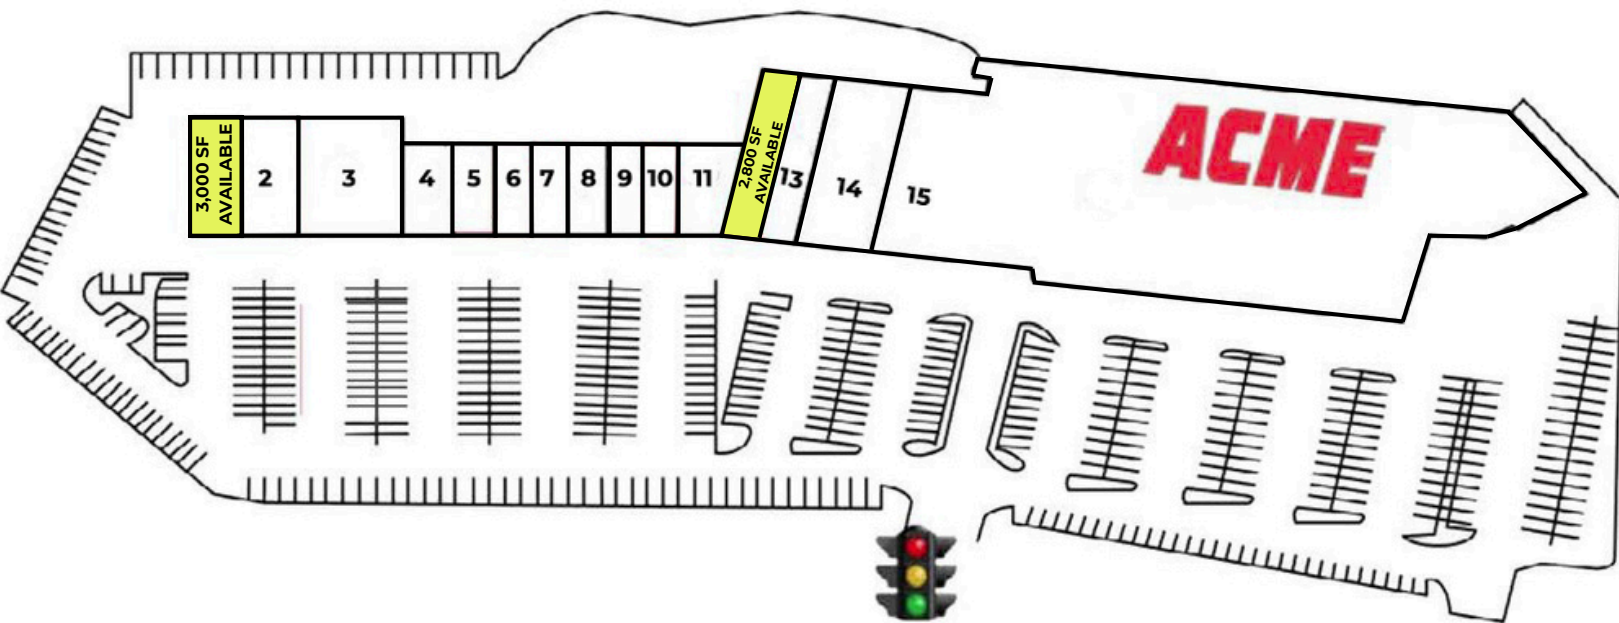 3,000 SF
AVAILABLE
2
3
4
5
6
7
8
9
10
11
2,800 SF
AVAILABLE
13
14
15
ACME